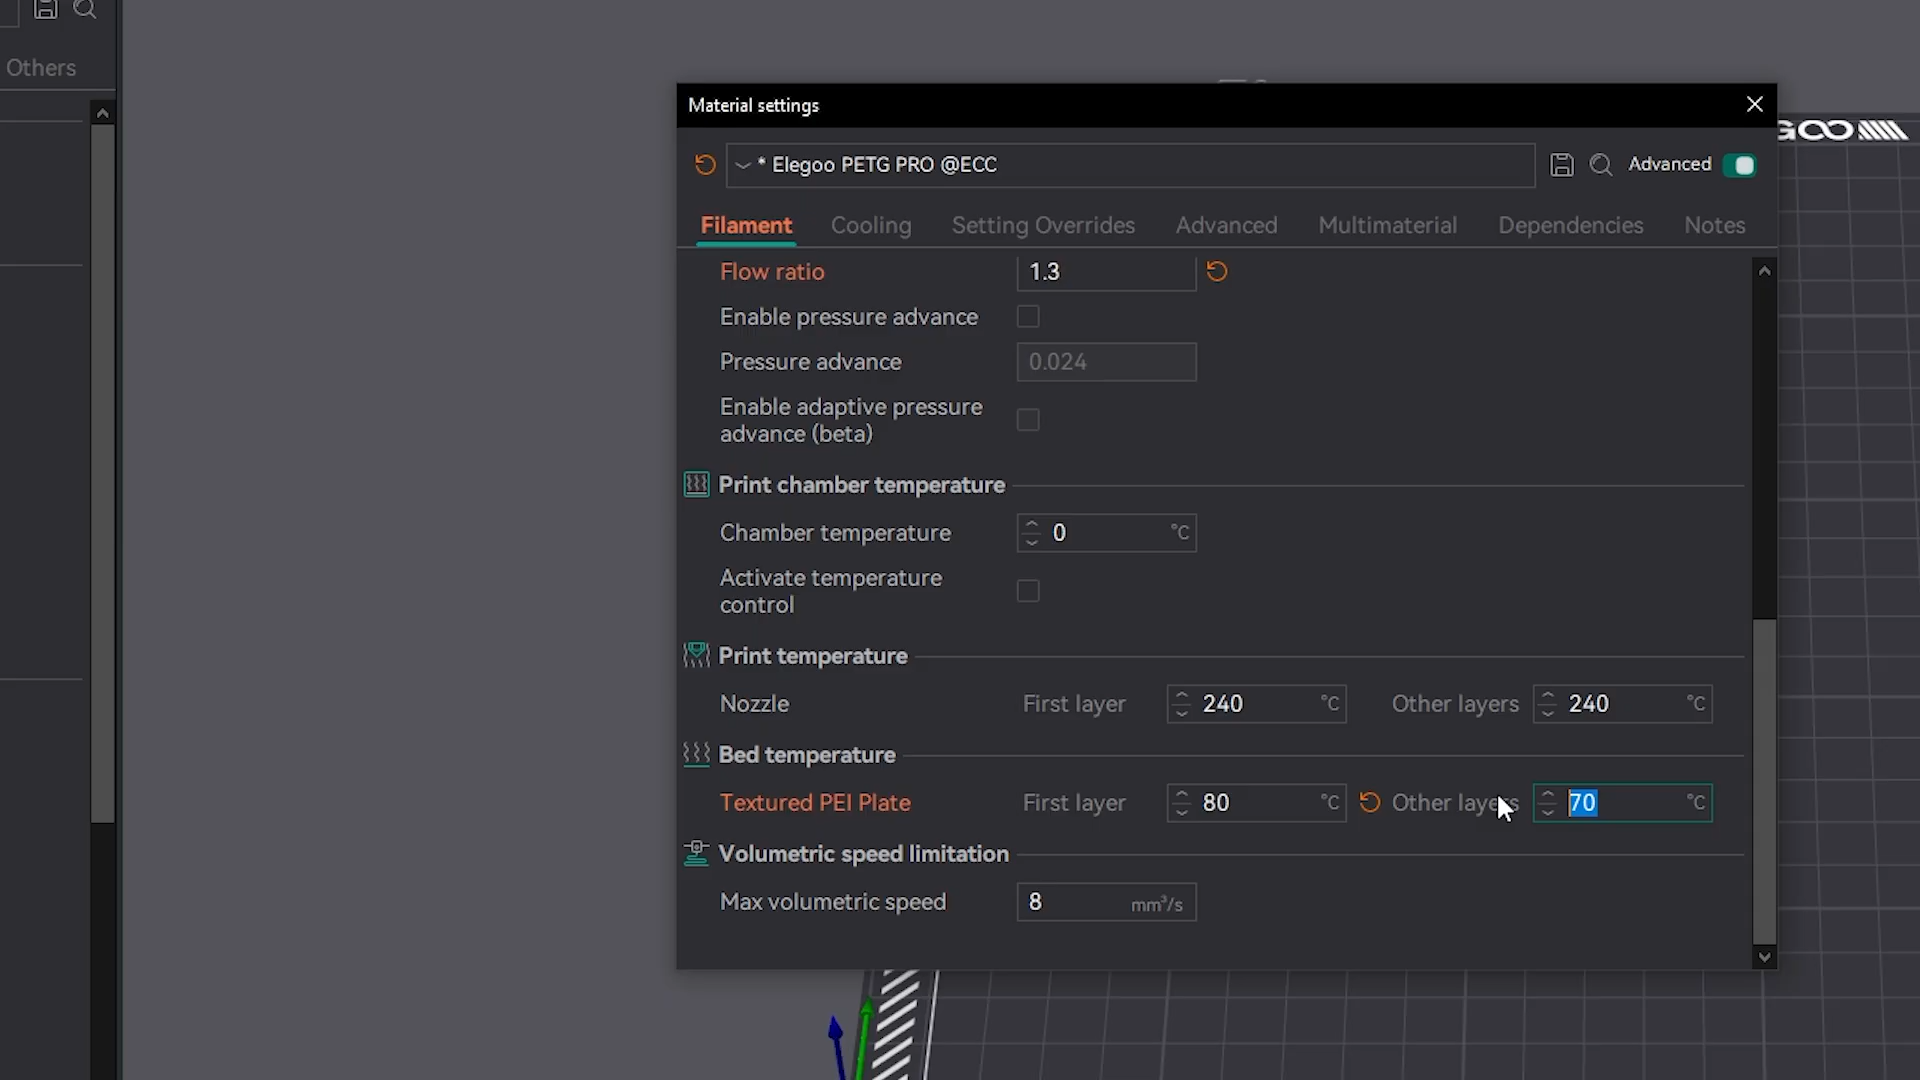 Others
Material settings
* Elegoo PETG PRO @ECC
Advanced
Filament Cooling Setting Overrides Advanced Multimaterial Dependencies Notes
Flow ratio 1.3
Enable pressure advance
Pressure advance 0.024
Enable adaptive pressure
advance (beta)
Print chamber temperature
Chamber temperature 0 °C
Activate temperature
control
Print temperature
Nozzle First layer 240 °C Other layers 240 °C
Bed temperature
Textured PEI Plate First layer 80 °C Other layers 70 °C
Volumetric speed limitation
Max volumetric speed 8 mm³/s